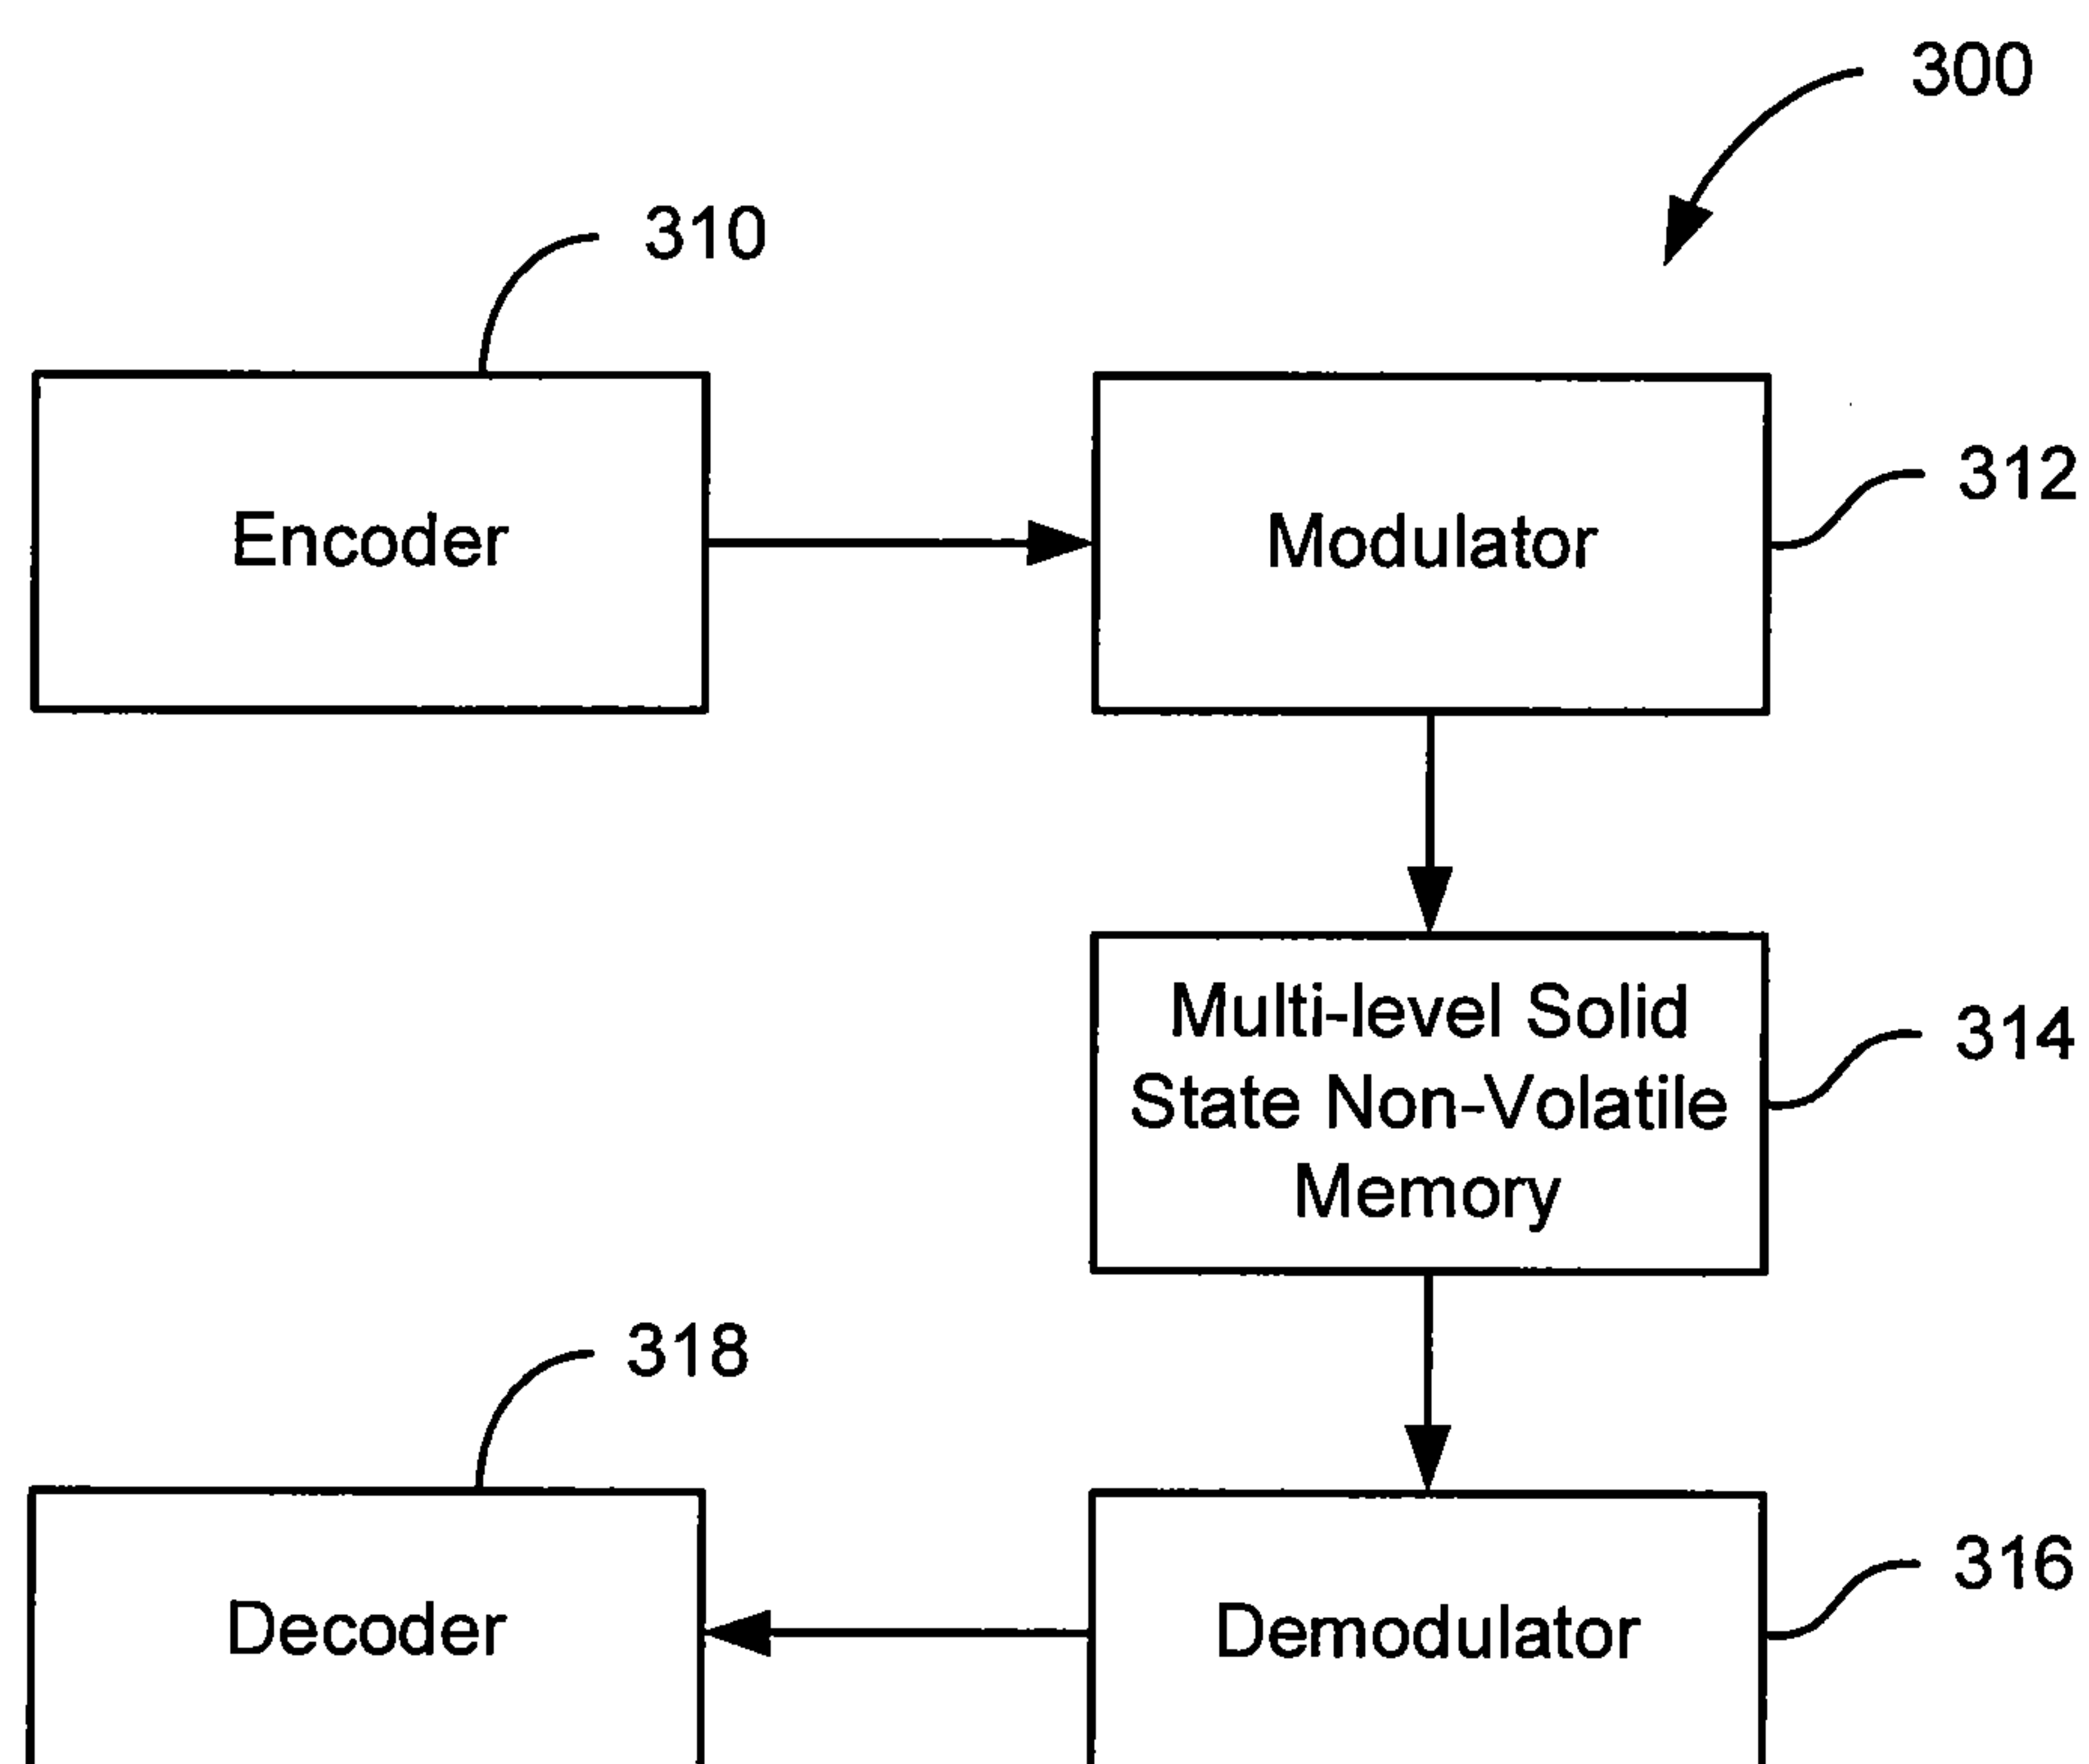 300
310
Encoder
Modulator
312
Multi-level Solid
State Non-Volatile
Memory
314
318
Decoder
Demodulator
316